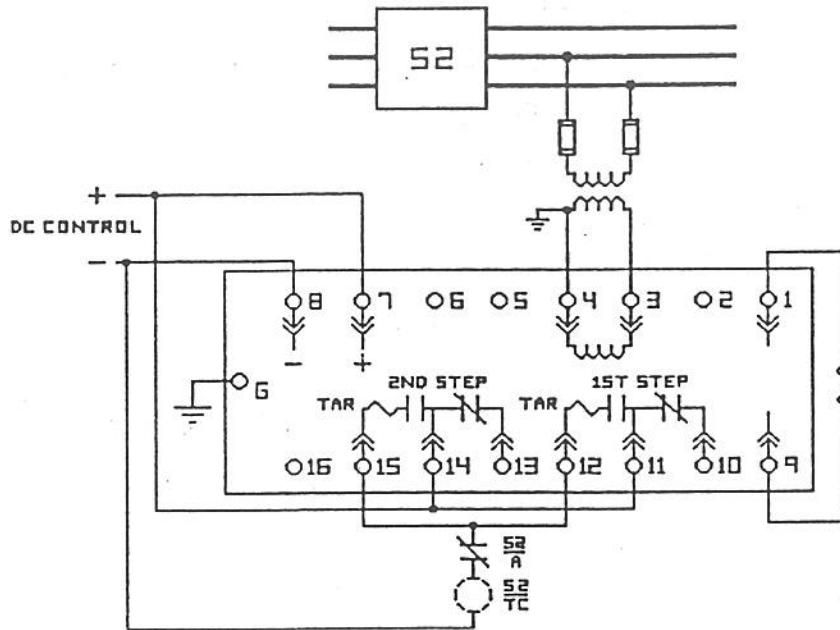 52
+
DC CONTROL
−
8 7 6 5 4 3 2 1
− +
G
2ND STEP 1ST STEP
TAR TAR
16 15 14 13 12 11 10 9
52
A
52
TC